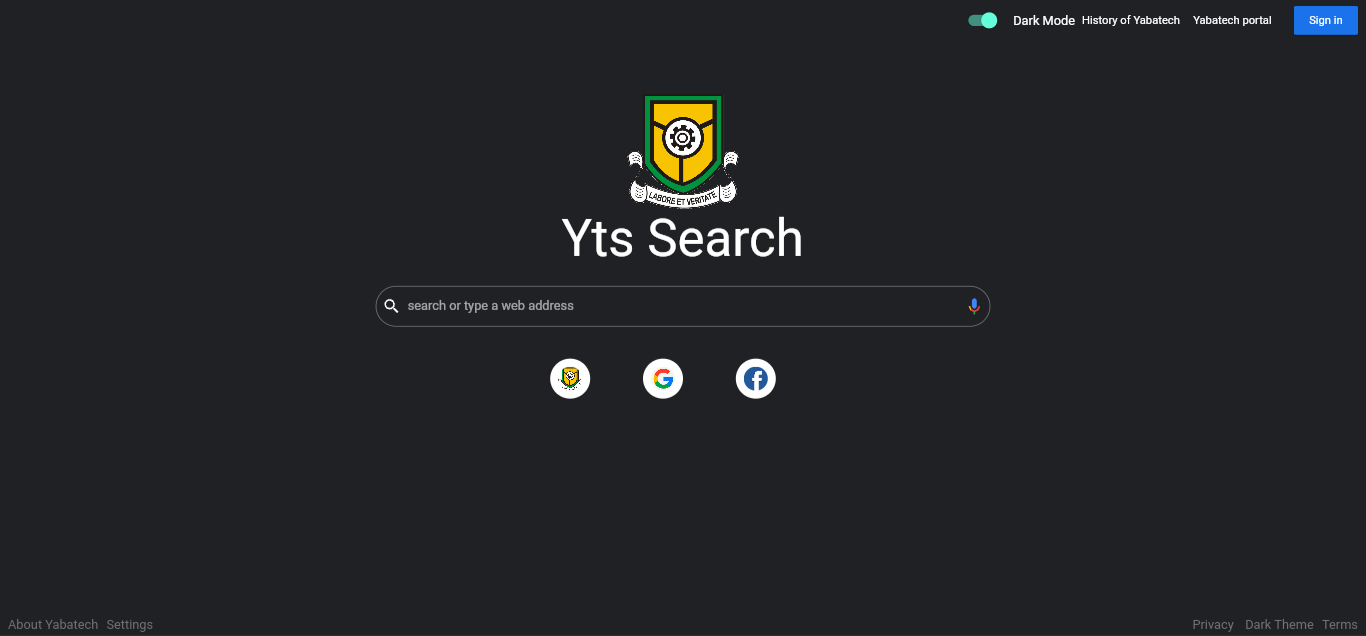 Dark Mode History of Yabatech Yabatech portal Sign in
LABORE ET VERITATE
Yts Search
search or type a web address
About Yabatech Settings Privacy Dark Theme Terms